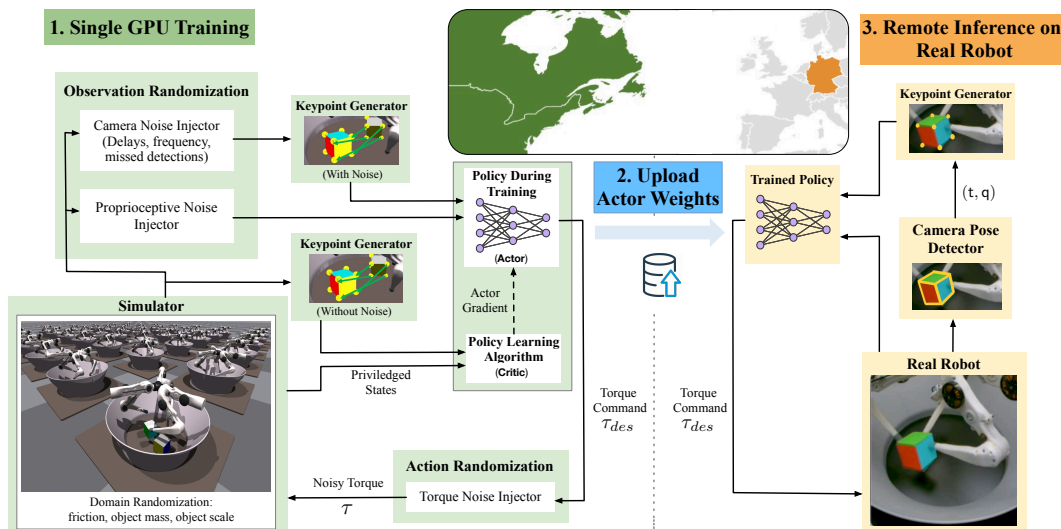 1. Single GPU Training
Observation Randomization
Camera Noise Injector
(Delays, frequency,
missed detections)
Proprioceptive Noise
Injector
Keypoint Generator
(With Noise)
Keypoint Generator
(Without Noise)
Policy During
Training
(Actor)
Actor
Gradient
Policy Learning
Algorithm
(Critic)
Simulator
Priviledged
States
Domain Randomization:
friction, object mass, object scale
Noisy Torque
τ
Action Randomization
Torque Noise Injector
Torque
Command
τ_des
2. Upload
Actor Weights
Torque
Command
τ_des
3. Remote Inference on
Real Robot
Keypoint Generator
Trained Policy
(t, q)
Camera Pose
Detector
Real Robot